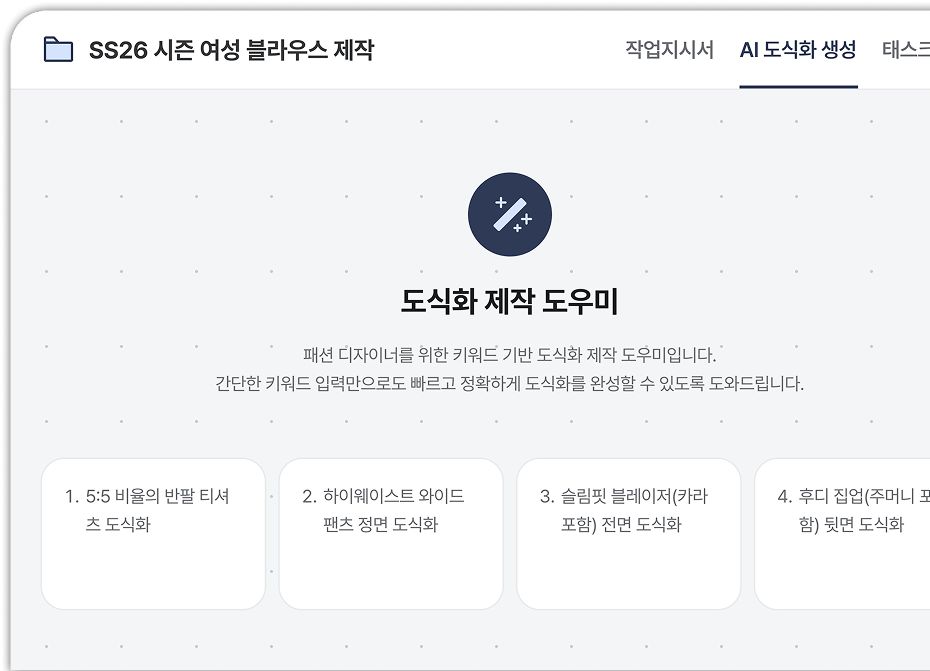 SS26 시즌 여성 블라우스 제작
작업지시서 AI 도식화 생성 태스크
도식화 제작 도우미
패션 디자이너를 위한 키워드 기반 도식화 제작 도우미입니다.
간단한 키워드 입력만으로도 빠르고 정확하게 도식화를 완성할 수 있도록 도와드립니다.
1. 5:5 비율의 반팔 티셔
츠 도식화
2. 하이웨이스트 와이드
팬츠 정면 도식화
3. 슬림핏 블레이저(카라
포함) 전면 도식화
4. 후디 집업(주머니 포
함) 뒷면 도식화